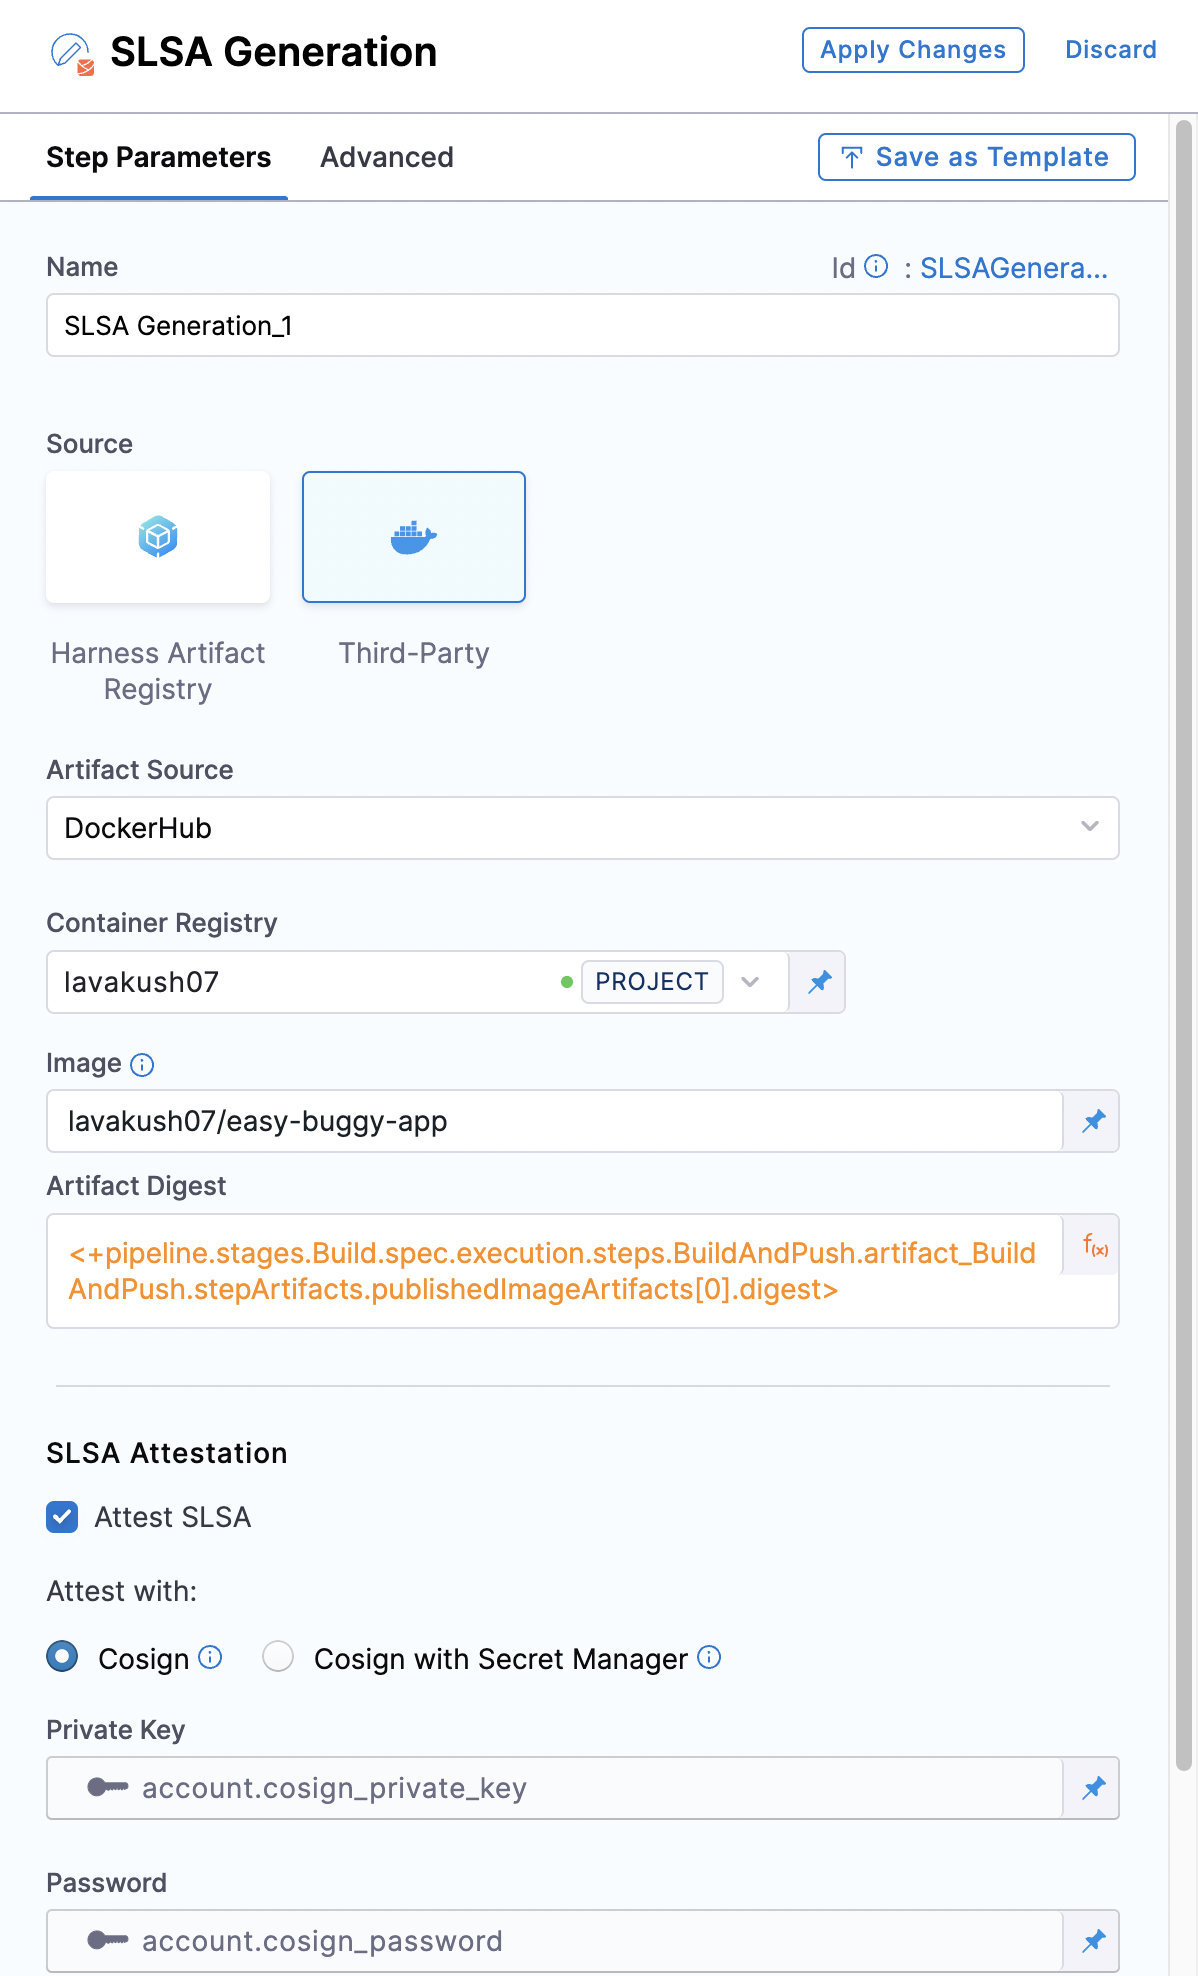 SLSA Generation
Apply Changes
Discard
Step Parameters
Advanced
Save as Template
Name
Id : SLSAGenera...
SLSA Generation_1
Source
Harness Artifact
Registry
Third-Party
Artifact Source
DockerHub
Container Registry
lavakush07
PROJECT
Image
lavakush07/easy-buggy-app
Artifact Digest
<+pipeline.stages.Build.spec.execution.steps.BuildAndPush.artifact_Build
AndPush.stepArtifacts.publishedImageArtifacts[0].digest>
f(x)
SLSA Attestation
Attest SLSA
Attest with:
Cosign
Cosign with Secret Manager
Private Key
account.cosign_private_key
Password
account.cosign_password